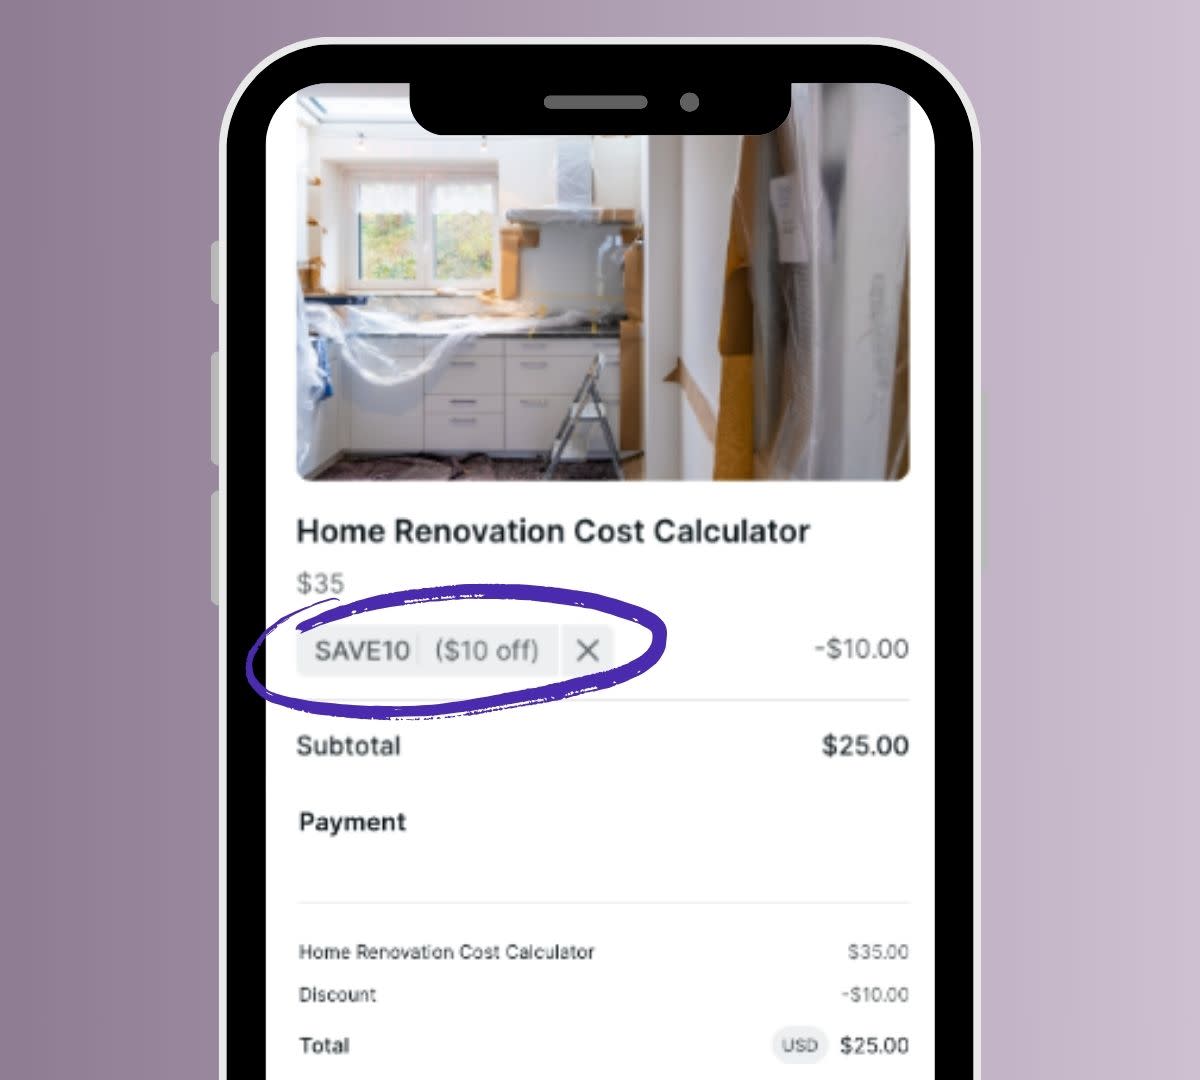 Home Renovation Cost Calculator
$35
SAVE10 ($10 off) -$10.00
Subtotal $25.00
Payment
Home Renovation Cost Calculator $35.00
Discount -$10.00
Total USD $25.00